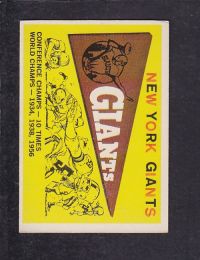 NEW YORK GIANTS
GIANTS
CONFERENCE CHAMPS — 10 TIMES
WORLD CHAMPS — 1934, 1938, 1956